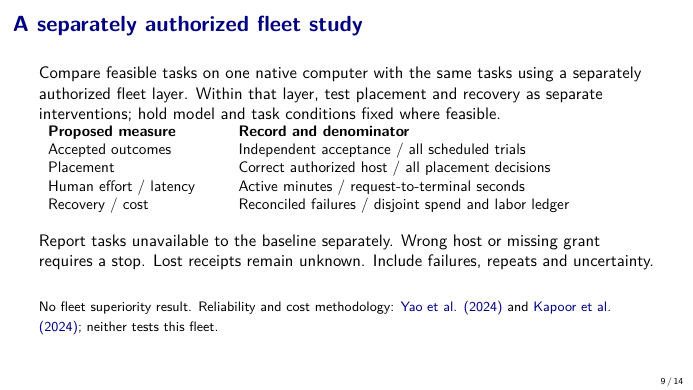 A separately authorized fleet study
Compare feasible tasks on one native computer with the same tasks using a separately
authorized fleet layer. Within that layer, test placement and recovery as separate
interventions; hold model and task conditions fixed where feasible.
Proposed measure Record and denominator
Accepted outcomes Independent acceptance / all scheduled trials
Placement Correct authorized host / all placement decisions
Human effort / latency Active minutes / request-to-terminal seconds
Recovery / cost Reconciled failures / disjoint spend and labor ledger
Report tasks unavailable to the baseline separately. Wrong host or missing grant
requires a stop. Lost receipts remain unknown. Include failures, repeats and uncertainty.
No fleet superiority result. Reliability and cost methodology: Yao et al. (2024) and Kapoor et al.
(2024); neither tests this fleet.
9 / 14